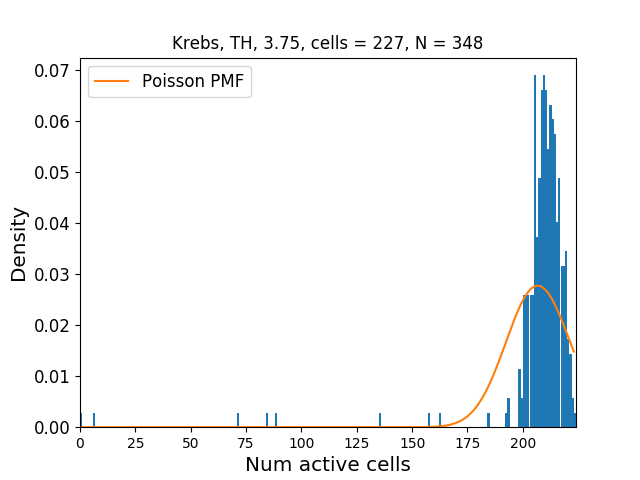 Krebs, TH, 3.75, cells = 227, N = 348
Poisson PMF
Density
0.07
0.06
0.05
0.04
0.03
0.02
0.01
0.00
0 25 50 75 100 125 150 175 200
Num active cells